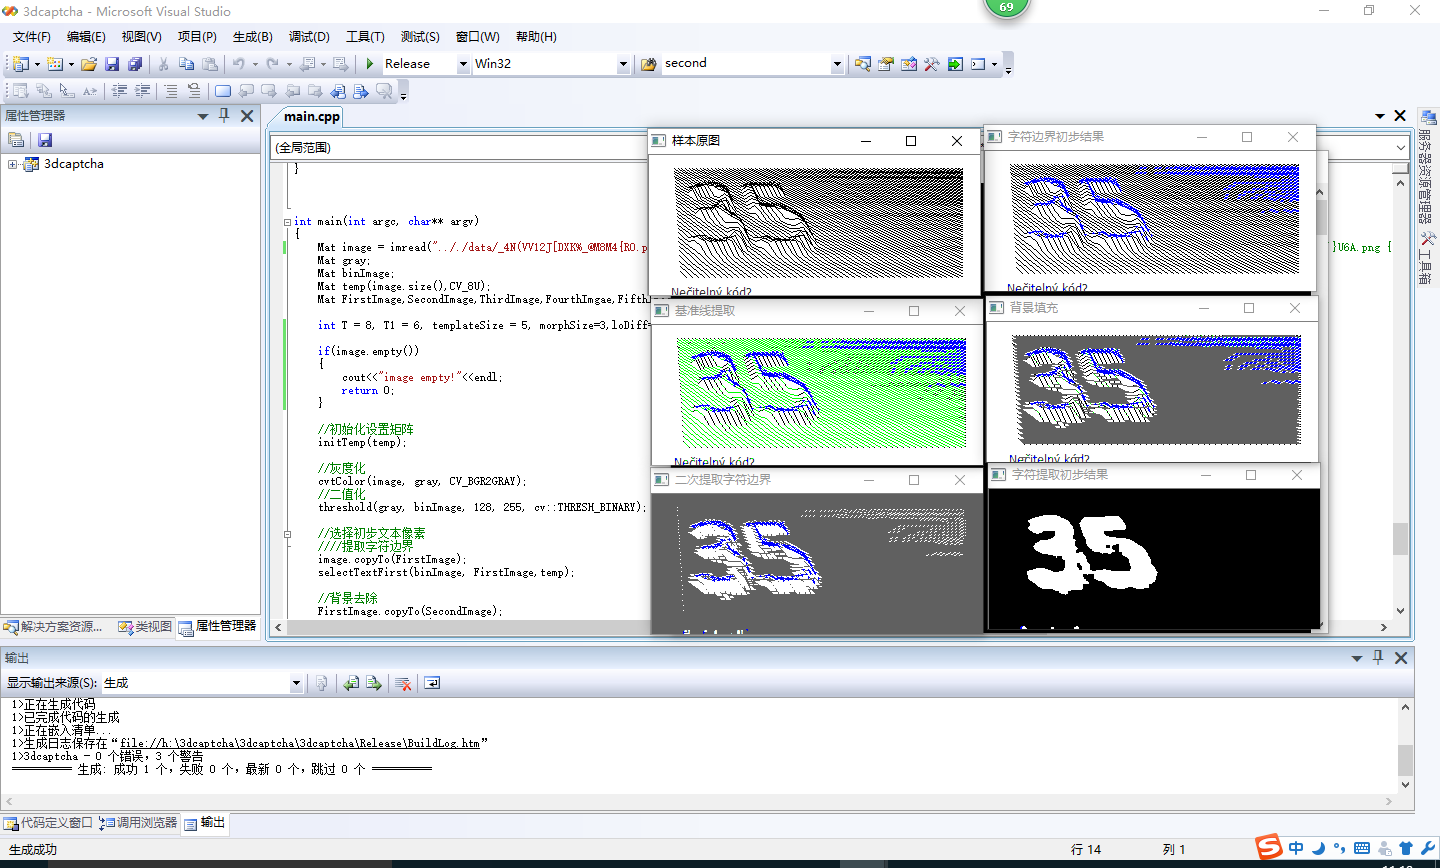 3dcaptcha - Microsoft Visual Studio
69
文件(F) 编辑(E) 视图(V) 项目(P) 生成(B) 调试(D) 工具(T) 测试(S) 窗口(W) 帮助(H)
Release Win32 second
属性管理器
3dcaptcha
解决方案资源... 类视图 属性管理器
main.cpp
(全局范围)
}
int main(int argc, char** argv)
{
Mat image = imread("../data/_4N(VV12J[DXK%_@M8M4{RO.p
}U6A.png {
Mat gray;
Mat binImage;
Mat temp(image.size(),CV_8U);
Mat FirstImage,SecondImage,ThirdImage,FourthImgae,Fifth
int T = 8, T1 = 6, templateSize = 5, morphSize=3,loDiff=
if(image.empty())
{
cout<<"image empty!"<<endl;
return 0;
}
//初始化设置矩阵
initTemp(temp);
//灰度化
cvtColor(image, gray, CV_BGR2GRAY);
//二值化
threshold(gray, binImage, 128, 255, cv::THRESH_BINARY);
//选择初步文本像素
////提取字符边界
image.copyTo(FirstImage);
selectTextFirst(binImage, FirstImage,temp);
//背景去除
FirstImage.copyTo(SecondImage);
样本原图
35
Nečitelný kód?
字符边界初步结果
35
Nečitelný kód?
基准线提取
35
Nečitelný kód?
背景填充
35
Nečitelný kód?
二次提取字符边界
35
字符提取初步结果
35
服务器资源管理器
工具箱
输出
显示输出来源(S): 生成
1>正在生成代码
1>已完成代码的生成
1>正在嵌入清单...
1>生成日志保存在“file://h:\3dcaptcha\3dcaptcha\3dcaptcha\Release\BuildLog.htm”
1>3dcaptcha - 0 个错误，3 个警告
========== 生成: 成功 1 个，失败 0 个，最新 0 个，跳过 0 个 ==========
代码定义窗口 调用浏览器 输出
生成成功
行 14 列 1
中